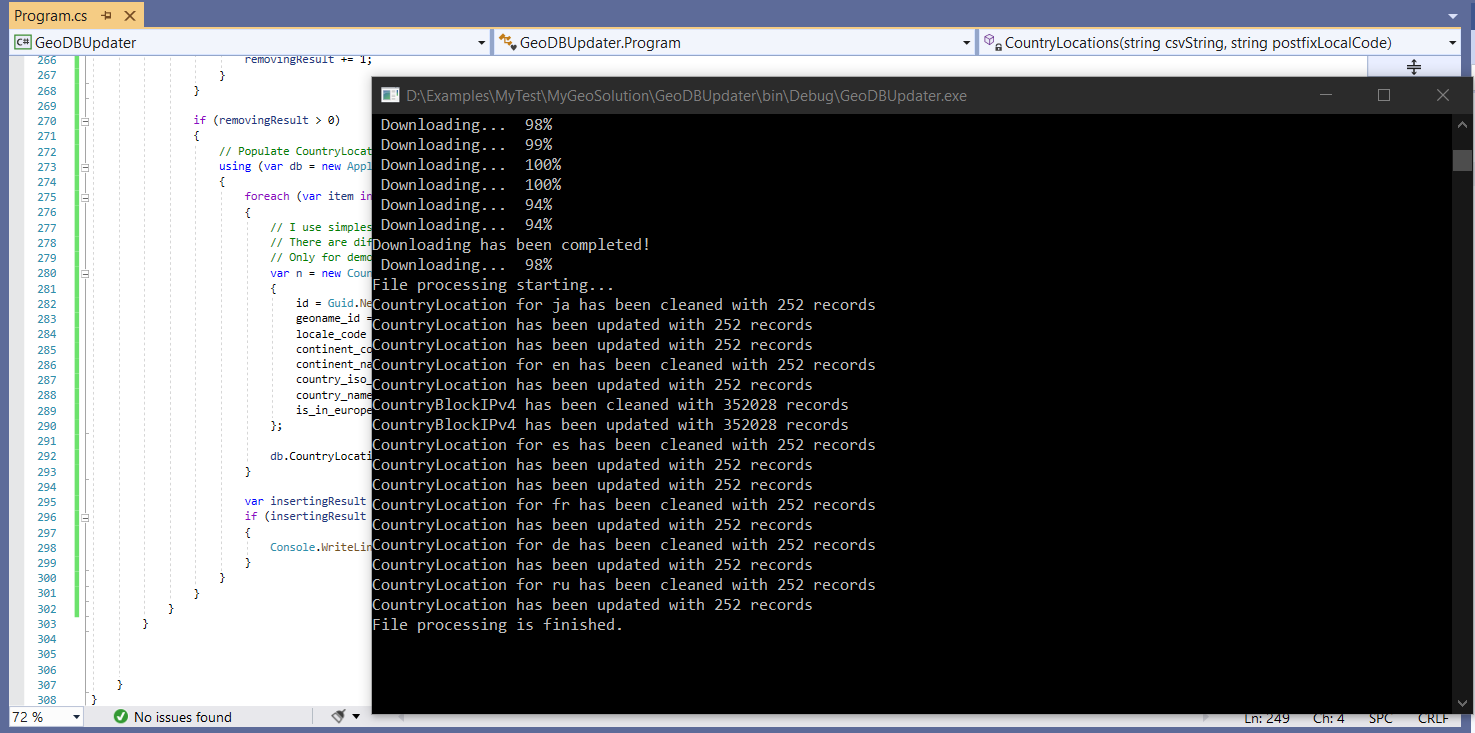 Program.cs
C# GeoDBUpdater
GeoDBUpdater.Program
CountryLocations(string csvString, string postfixLocalCode)
266 removingResult += 1;
267 }
268 }
269
270 if (removingResult > 0)
271 {
272 // Populate CountryLocat
273 using (var db = new Appl
274 {
275 foreach (var item in
276 {
277 // I use simples
278 // There are dif
279 // Only for demo
280 var n = new Coun
281 {
282 id = Guid.Ne
283 geoname_id =
284 locale_code
285 continent_co
286 continent_na
287 country_iso_
288 country_name
289 is_in_europe
290 };
291
292 db.CountryLocati
293 }
294
295 var insertingResult
296 if (insertingResult
297 {
298 Console.WriteLin
299 }
300 }
301 }
302 }
303 }
304
305
306
307 }
308 }
72 %
No issues found
Ln: 249 Ch: 4 SPC CRLF
D:\Examples\MyTest\MyGeoSolution\GeoDBUpdater\bin\Debug\GeoDBUpdater.exe
Downloading... 98%
Downloading... 99%
Downloading... 100%
Downloading... 100%
Downloading... 94%
Downloading... 94%
Downloading has been completed!
Downloading... 98%
File processing starting...
CountryLocation for ja has been cleaned with 252 records
CountryLocation has been updated with 252 records
CountryLocation has been updated with 252 records
CountryLocation for en has been cleaned with 252 records
CountryLocation has been updated with 252 records
CountryBlockIPv4 has been cleaned with 352028 records
CountryBlockIPv4 has been updated with 352028 records
CountryLocation for es has been cleaned with 252 records
CountryLocation has been updated with 252 records
CountryLocation has been updated with 252 records
CountryLocation for fr has been cleaned with 252 records
CountryLocation has been updated with 252 records
CountryLocation for de has been cleaned with 252 records
CountryLocation has been updated with 252 records
CountryLocation for ru has been cleaned with 252 records
CountryLocation has been updated with 252 records
File processing is finished.